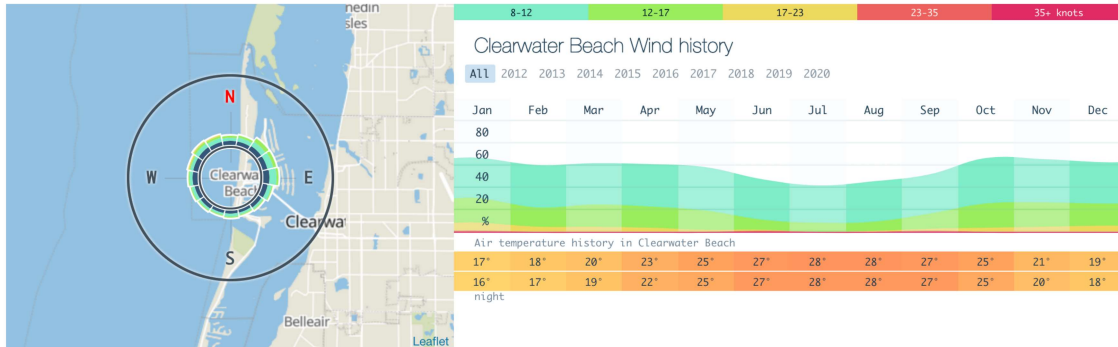 nedin
sles
N
W
E
S
Clearwa
Beach
Clearwat
Belleair
Leaflet
8-12 12-17 17-23 23-35 35+ knots
Clearwater Beach Wind history
All 2012 2013 2014 2015 2016 2017 2018 2019 2020
Jan Feb Mar Apr May Jun Jul Aug Sep Oct Nov Dec
80
60
40
20
%
Air temperature history in Clearwater Beach
17° 18° 20° 23° 25° 27° 28° 28° 27° 25° 21° 19°
16° 17° 19° 22° 25° 27° 28° 28° 27° 25° 20° 18°
night